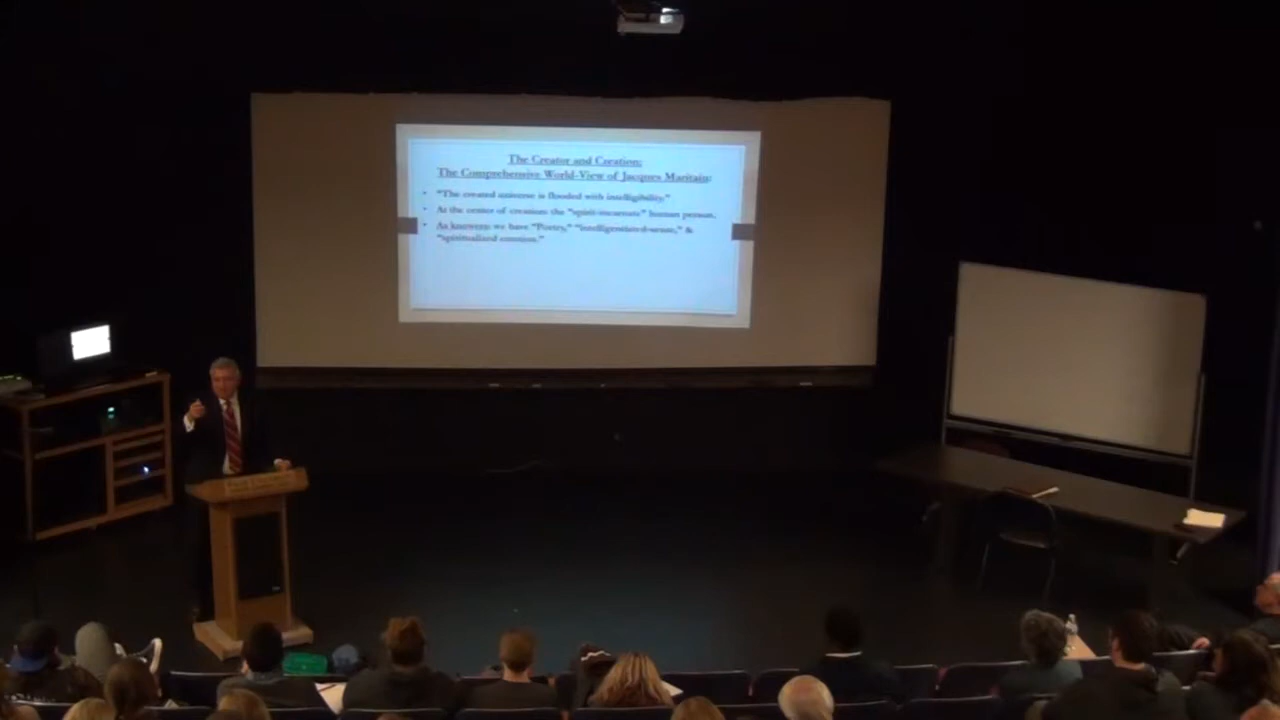 The Creator and Creation:
The Comprehensive World-View of Jacques Maritain:
• "The created universe is flooded with intelligibility."
• At the center of creation: the "spirit-incarnate" human person.
• As knowers: we have "Poetry," "intelligentiated-sense," &
"spiritualized emotion."